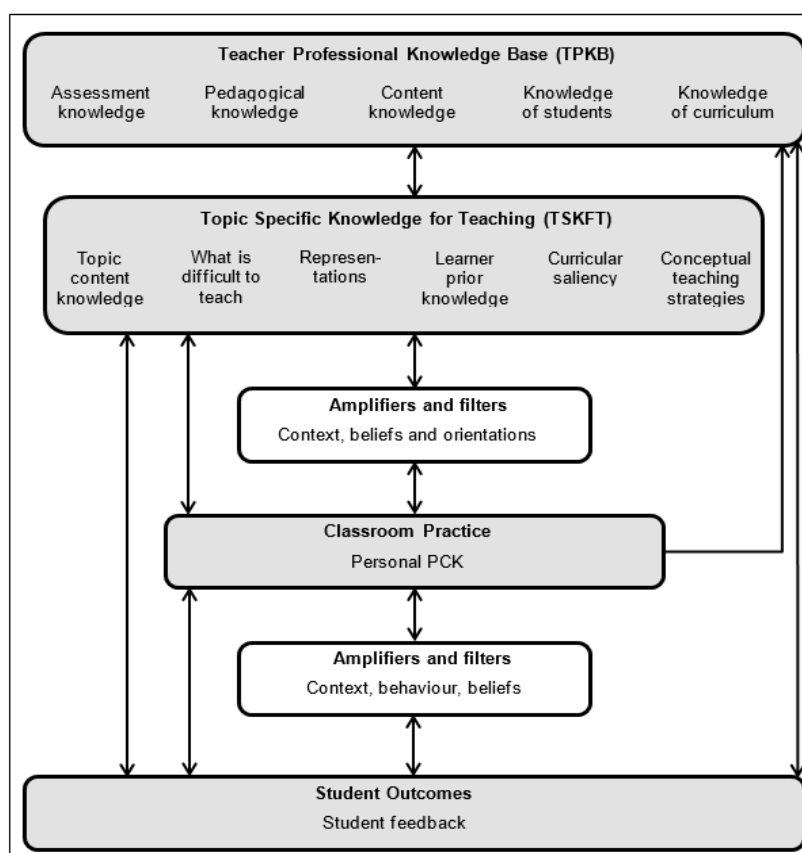 Teacher Professional Knowledge Base (TPKB)
Assessment knowledge
Pedagogical knowledge
Content knowledge
Knowledge of students
Knowledge of curriculum
Topic Specific Knowledge for Teaching (TSKFT)
Topic content knowledge
What is difficult to teach
Represen-
tations
Learner prior knowledge
Curricular saliency
Conceptual teaching strategies
Amplifiers and filters
Context, beliefs and orientations
Classroom Practice
Personal PCK
Amplifiers and filters
Context, behaviour, beliefs
Student Outcomes
Student feedback